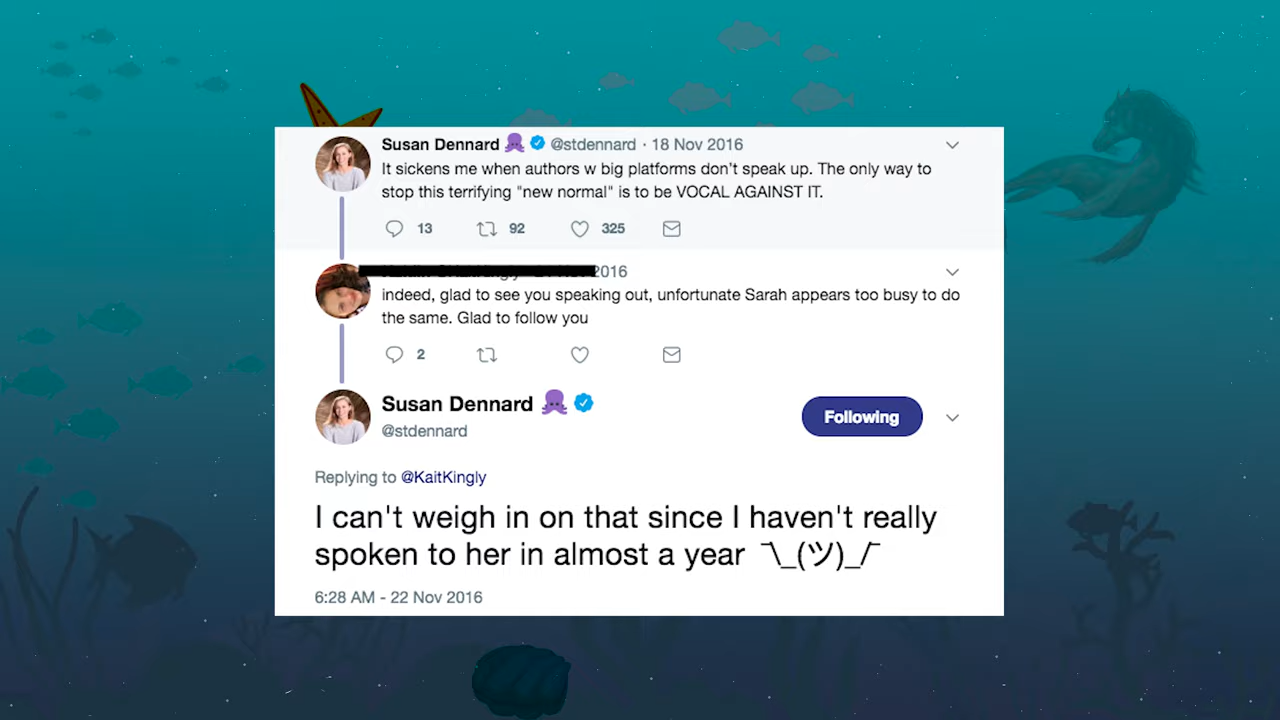 Susan Dennard @stdennard · 18 Nov 2016
It sickens me when authors w big platforms don't speak up. The only way to
stop this terrifying "new normal" is to be VOCAL AGAINST IT.
13 92 325
2016
indeed, glad to see you speaking out, unfortunate Sarah appears too busy to do
the same. Glad to follow you
2
Susan Dennard
Following
@stdennard
Replying to @KaitKingly
I can't weigh in on that since I haven't really
spoken to her in almost a year ¯\_(ツ)_/¯
6:28 AM - 22 Nov 2016